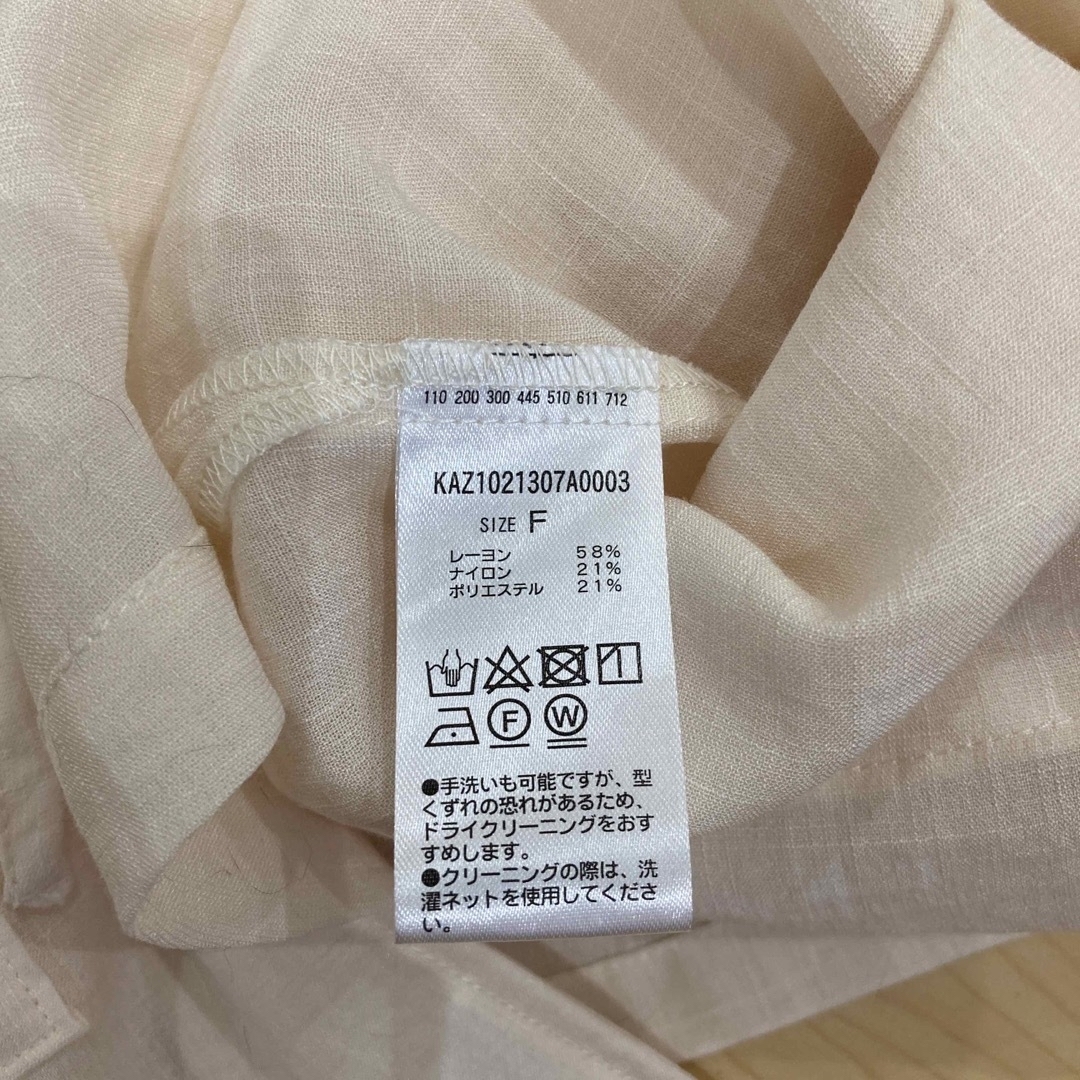 110 200 300 445 510 611 712
KAZ1021307A0003
SIZE F
レーヨン 58%
ナイロン 21%
ポリエステル 21%
F W
●手洗いも可能ですが、型
くずれの恐れがあるため、
ドライクリーニングをおす
すめします。
●クリーニングの際は、洗
濯ネットを使用してくださ
い。